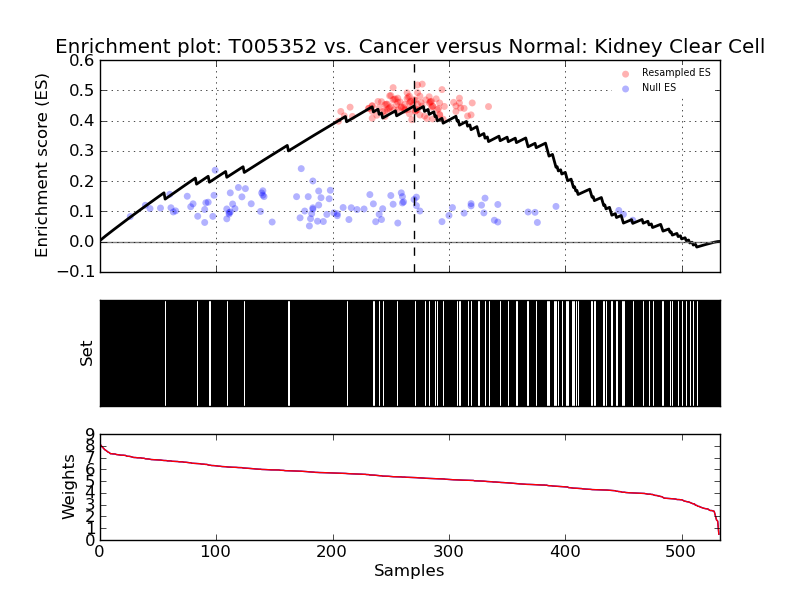 Enrichment plot: T005352 vs. Cancer versus Normal: Kidney Clear Cell
Enrichment score (ES)
0.6
0.5
0.4
0.3
0.2
0.1
0.0
−0.1
Resampled ES
Null ES
Set
Weights
9
8
7
6
5
4
3
2
1
0
0 100 200 300 400 500
Samples